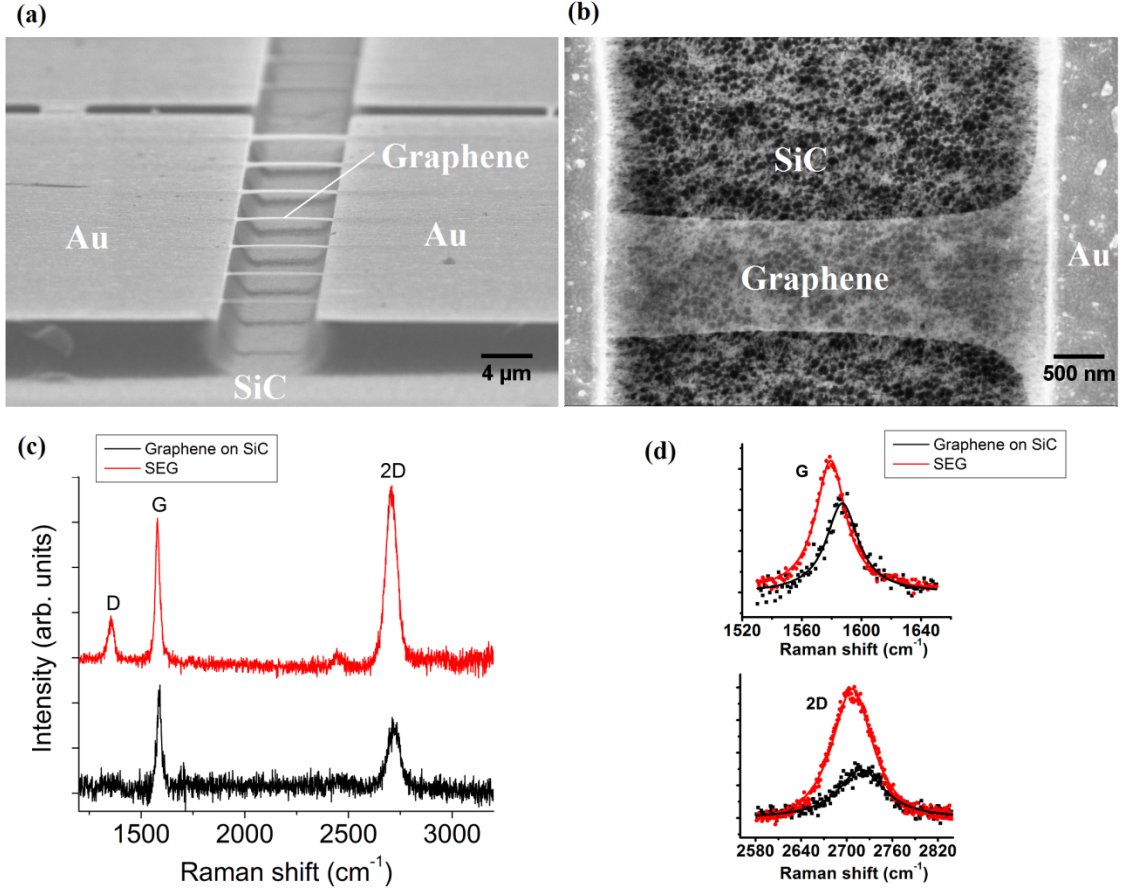 (a)
Graphene
Au
Au
4 µm
SiC
(b)
SiC
Graphene
Au
500 nm
(c)
Graphene on SiC
SEG
2D
G
D
Intensity (arb. units)
1500 2000 2500 3000
Raman shift (cm⁻¹)
(d)
Graphene on SiC
SEG
G
1520 1560 1600 1640
Raman shift (cm⁻¹)
2D
2580 2640 2700 2760 2820
Raman shift (cm⁻¹)